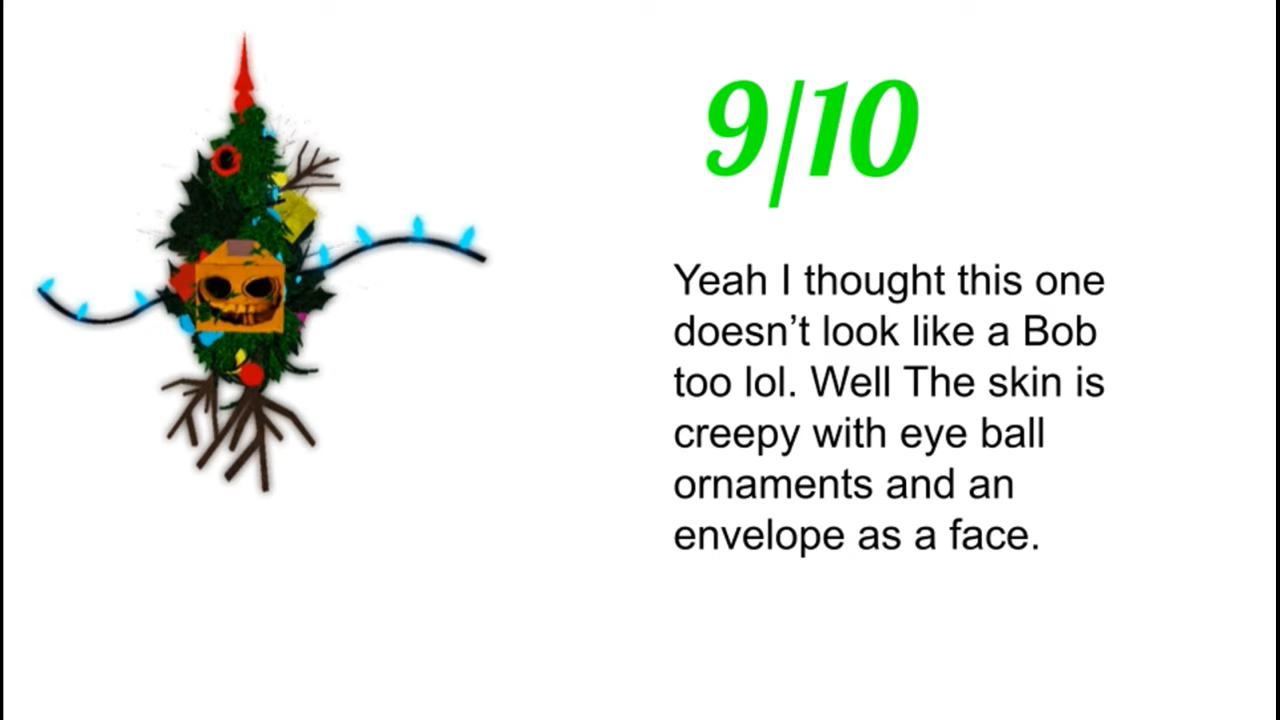 9/10
Yeah I thought this one
doesn’t look like a Bob
too lol. Well The skin is
creepy with eye ball
ornaments and an
envelope as a face.